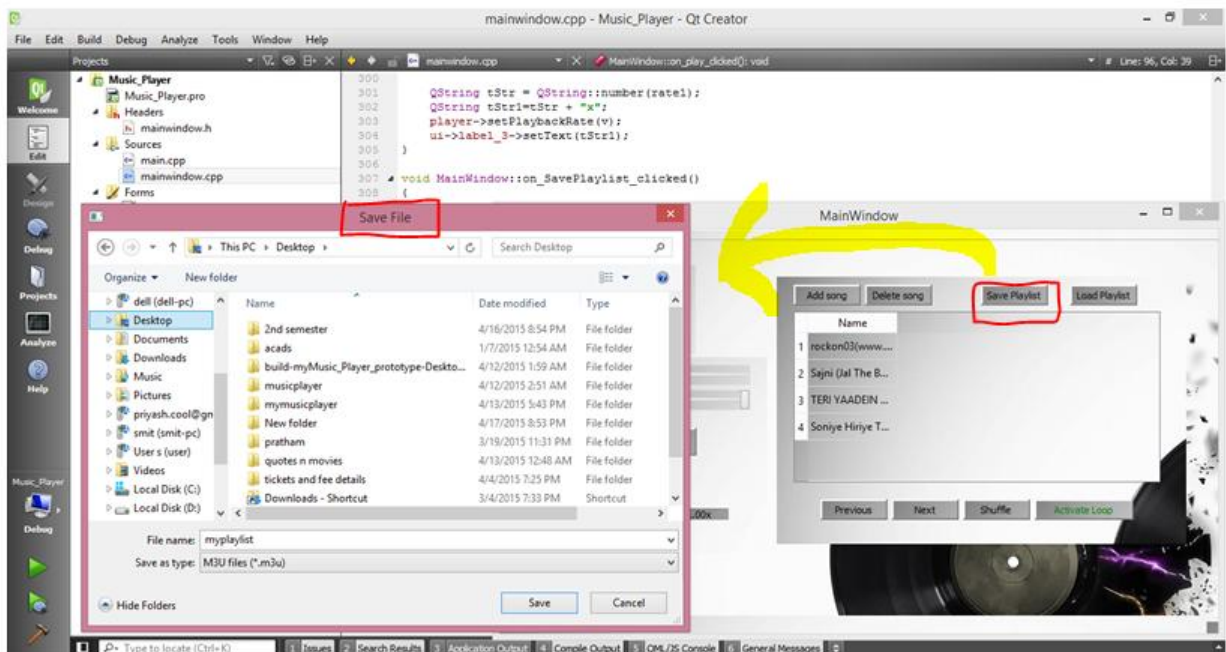 mainwindow.cpp - Music_Player - Qt Creator
File Edit Build Debug Analyze Tools Window Help
Projects
mainwindow.cpp
MainWindow::on_play_clicked(): void
# Line: 96, Col: 39
Welcome
Edit
Design
Debug
Projects
Analyze
Help
Music_Player
Debug
Music_Player
Music_Player.pro
Headers
mainwindow.h
Sources
main.cpp
mainwindow.cpp
Forms
300
301 QString tStr = QString::number(rate1);
302 QString tStr1=tStr + "x";
303 player->setPlaybackRate(v);
304 ui->label_3->setText(tStr1);
305 }
306
307 void MainWindow::on_SavePlaylist_clicked()
308 {
Save File
This PC Desktop
Search Desktop
Organize New folder
dell (dell-pc)
Desktop
Documents
Downloads
Music
Pictures
priyash.cool@gn
smit (smit-pc)
User s (user)
Videos
Local Disk (C:)
Local Disk (D:)
Name Date modified Type
2nd semester 4/16/2015 8:54 PM File folder
acads 1/7/2015 12:54 AM File folder
build-myMusic_Player_prototype-Deskto... 4/12/2015 1:59 AM File folder
musicplayer 4/12/2015 2:51 AM File folder
mymusicplayer 4/13/2015 5:43 PM File folder
New folder 4/17/2015 8:53 PM File folder
pratham 3/19/2015 11:31 PM File folder
quotes n movies 4/13/2015 12:48 AM File folder
tickets and fee details 4/4/2015 7:25 PM File folder
Downloads - Shortcut 3/4/2015 7:33 PM Shortcut
File name: myplaylist
Save as type: M3U files (*.m3u)
Hide Folders
Save Cancel
MainWindow
Add song Delete song Save Playlist Load Playlist
Name
1 rockon03(www....
2 Sajni (Jal The B...
3 TERI YAADEIN ...
4 Soniye Hiriye T...
Previous Next Shuffle Activate Loop
.00x
Type to locate (Ctrl+K)
1 Issues 2 Search Results 3 Application Output 4 Compile Output 5 QML/JS Console 6 General Messages